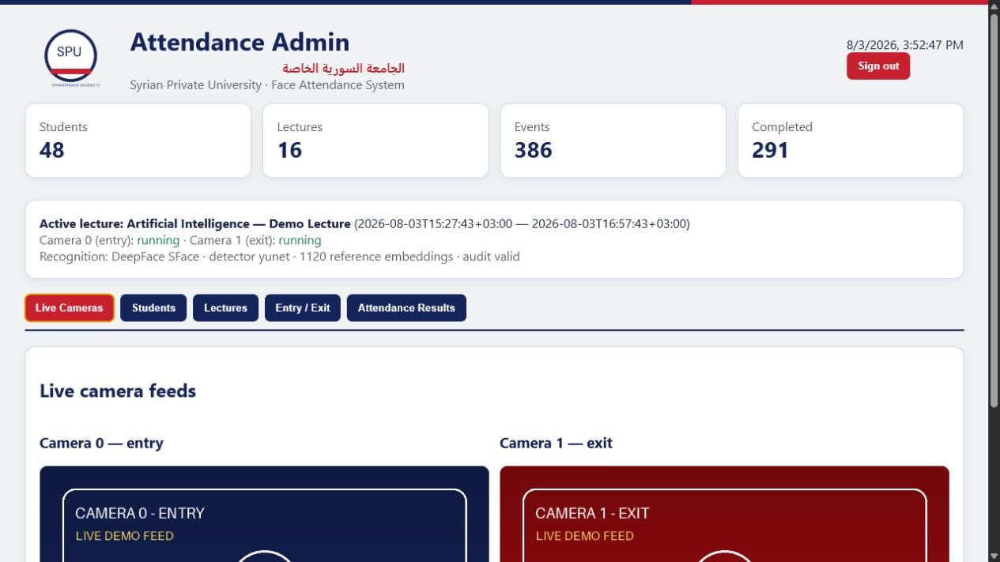 SPU
SYRIAN PRIVATE UNIVERSITY
Attendance Admin
الجامعة السورية الخاصة
Syrian Private University · Face Attendance System
8/3/2026, 3:52:47 PM
Sign out
Students
48
Lectures
16
Events
386
Completed
291
Active lecture: Artificial Intelligence — Demo Lecture (2026-08-03T15:27:43+03:00 — 2026-08-03T16:57:43+03:00)
Camera 0 (entry): running · Camera 1 (exit): running
Recognition: DeepFace SFace · detector yunet · 1120 reference embeddings · audit valid
Live Cameras
Students
Lectures
Entry / Exit
Attendance Results
Live camera feeds
Camera 0 — entry
Camera 1 — exit
CAMERA 0 - ENTRY
LIVE DEMO FEED
CAMERA 1 - EXIT
LIVE DEMO FEED